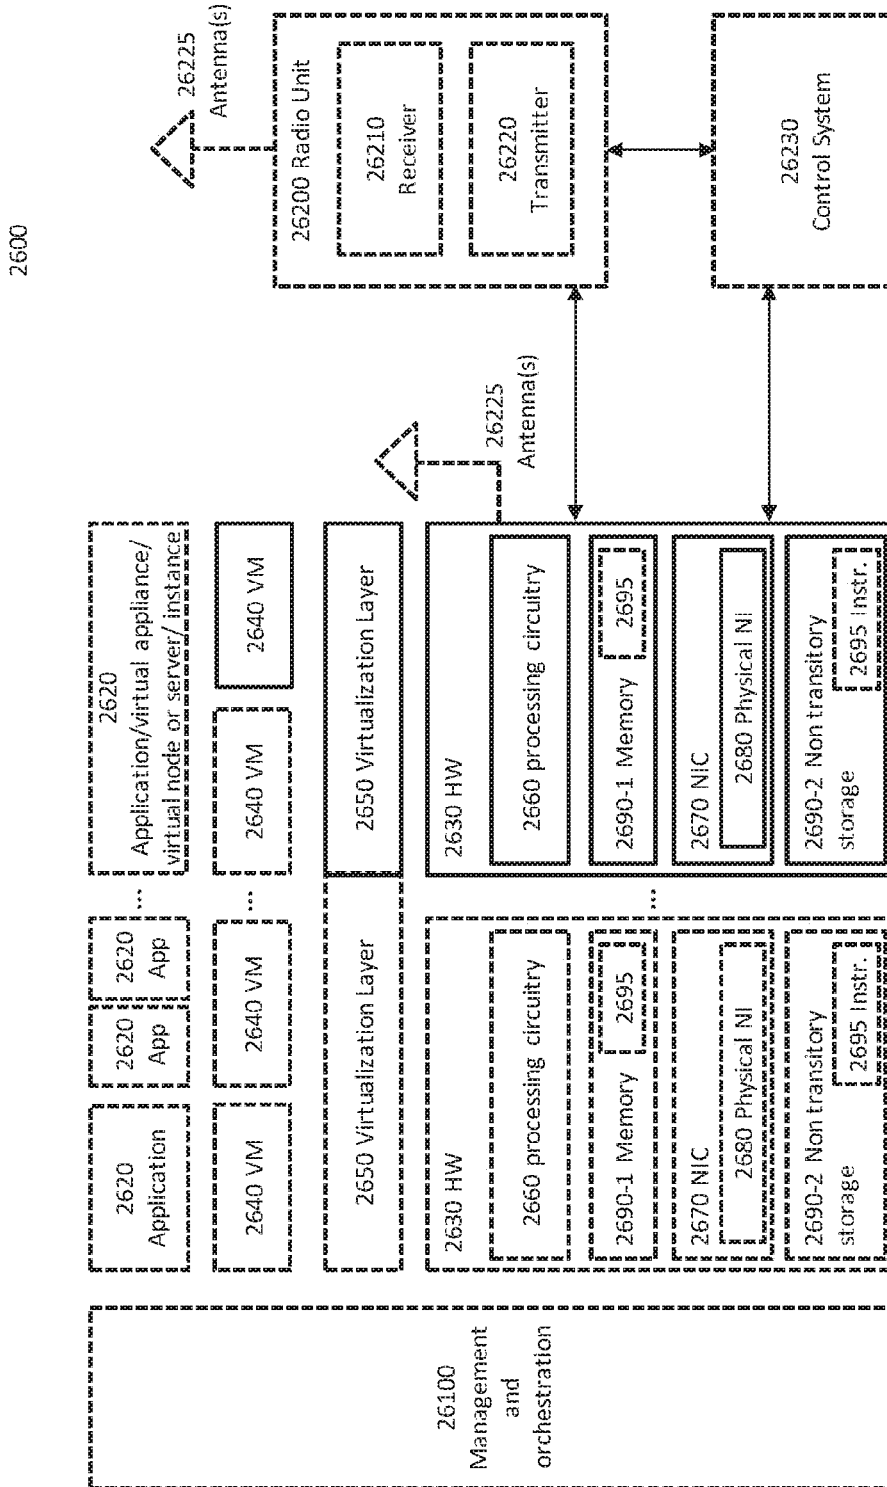 2600
26100
Management
and
orchestration
2620
Application
2620
App
2620
App
...
2620
Application/virtual appliance/
virtual node or server/ instance
2640 VM
2640 VM
...
2640 VM
2640 VM
2650 Virtualization Layer
2650 Virtualization Layer
2630 HW
2660 processing circuitry
2690-1 Memory
2695
2670 NIC
2680 Physical NI
2690-2 Non transitory
storage
2695 Instr.
...
2630 HW
2660 processing circuitry
2690-1 Memory
2695
2670 NIC
2680 Physical NI
2690-2 Non transitory
storage
2695 Instr.
26225
Antenna(s)
26225
Antenna(s)
26200 Radio Unit
26210
Receiver
26220
Transmitter
26230
Control System